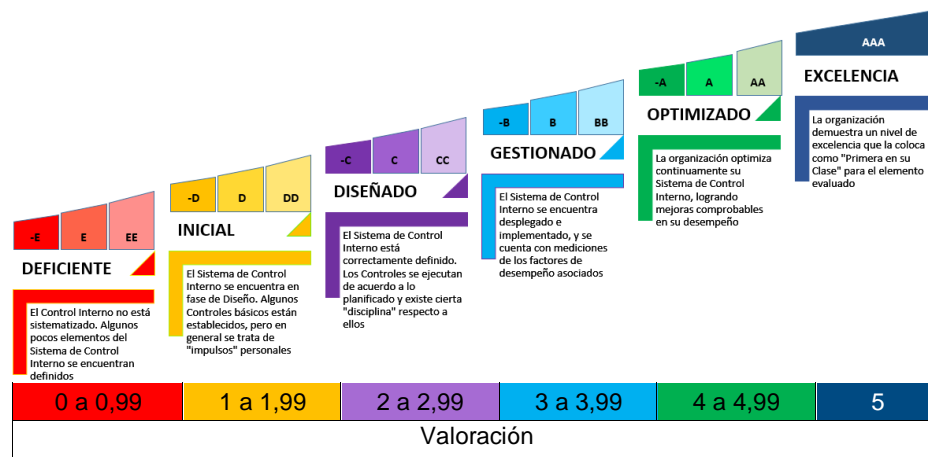 -E E EE
DEFICIENTE
El Control Interno no está
sistematizado. Algunos
pocos elementos del
Sistema de Control
Interno se encuentran
definidos
-D D DD
INICIAL
El Sistema de Control
Interno se encuentra en
fase de Diseño. Algunos
Controles básicos están
establecidos, pero en
general se trata de
"impulsos" personales
-C C CC
DISEÑADO
El Sistema de Control
Interno está
correctamente definido.
Los Controles se ejecutan
de acuerdo a lo
planificado y existe cierta
"disciplina" respecto a
ellos
-B B BB
GESTIONADO
El Sistema de Control
Interno se encuentra
desplegado e
implementado, y se
cuenta con mediciones
de los factores de
desempeño asociados
-A A AA
OPTIMIZADO
La organización optimiza
continuamente su
Sistema de Control
Interno, logrando
mejoras comprobables
en su desempeño
AAA
EXCELENCIA
La organización
demuestra un nivel de
excelencia que la coloca
como "Primera en su
Clase" para el elemento
evaluado
0 a 0,99 1 a 1,99 2 a 2,99 3 a 3,99 4 a 4,99 5
Valoración